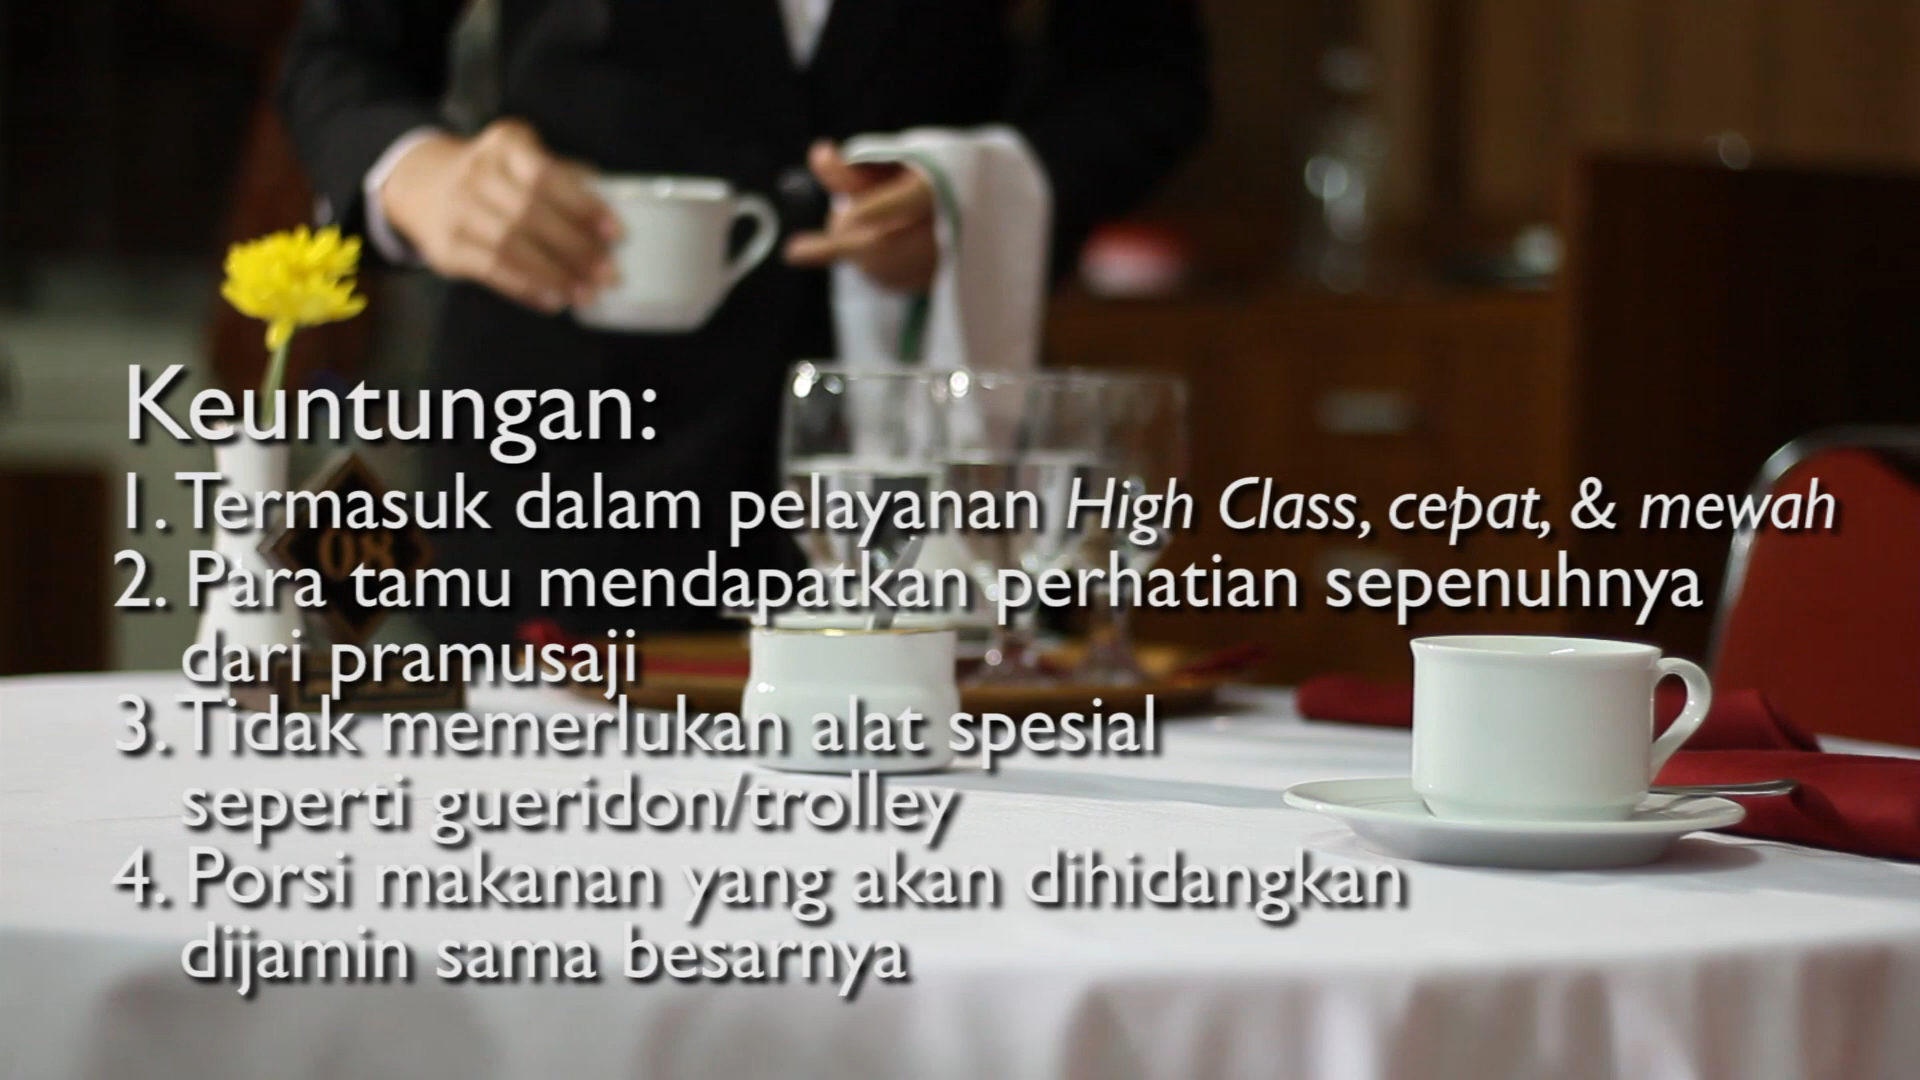 Keuntungan:
1. Termasuk dalam pelayanan High Class, cepat, & mewah
2. Para tamu mendapatkan perhatian sepenuhnya
dari pramusaji
3. Tidak memerlukan alat spesial
seperti gueridon/trolley
4. Porsi makanan yang akan dihidangkan
dijamin sama besarnya
08